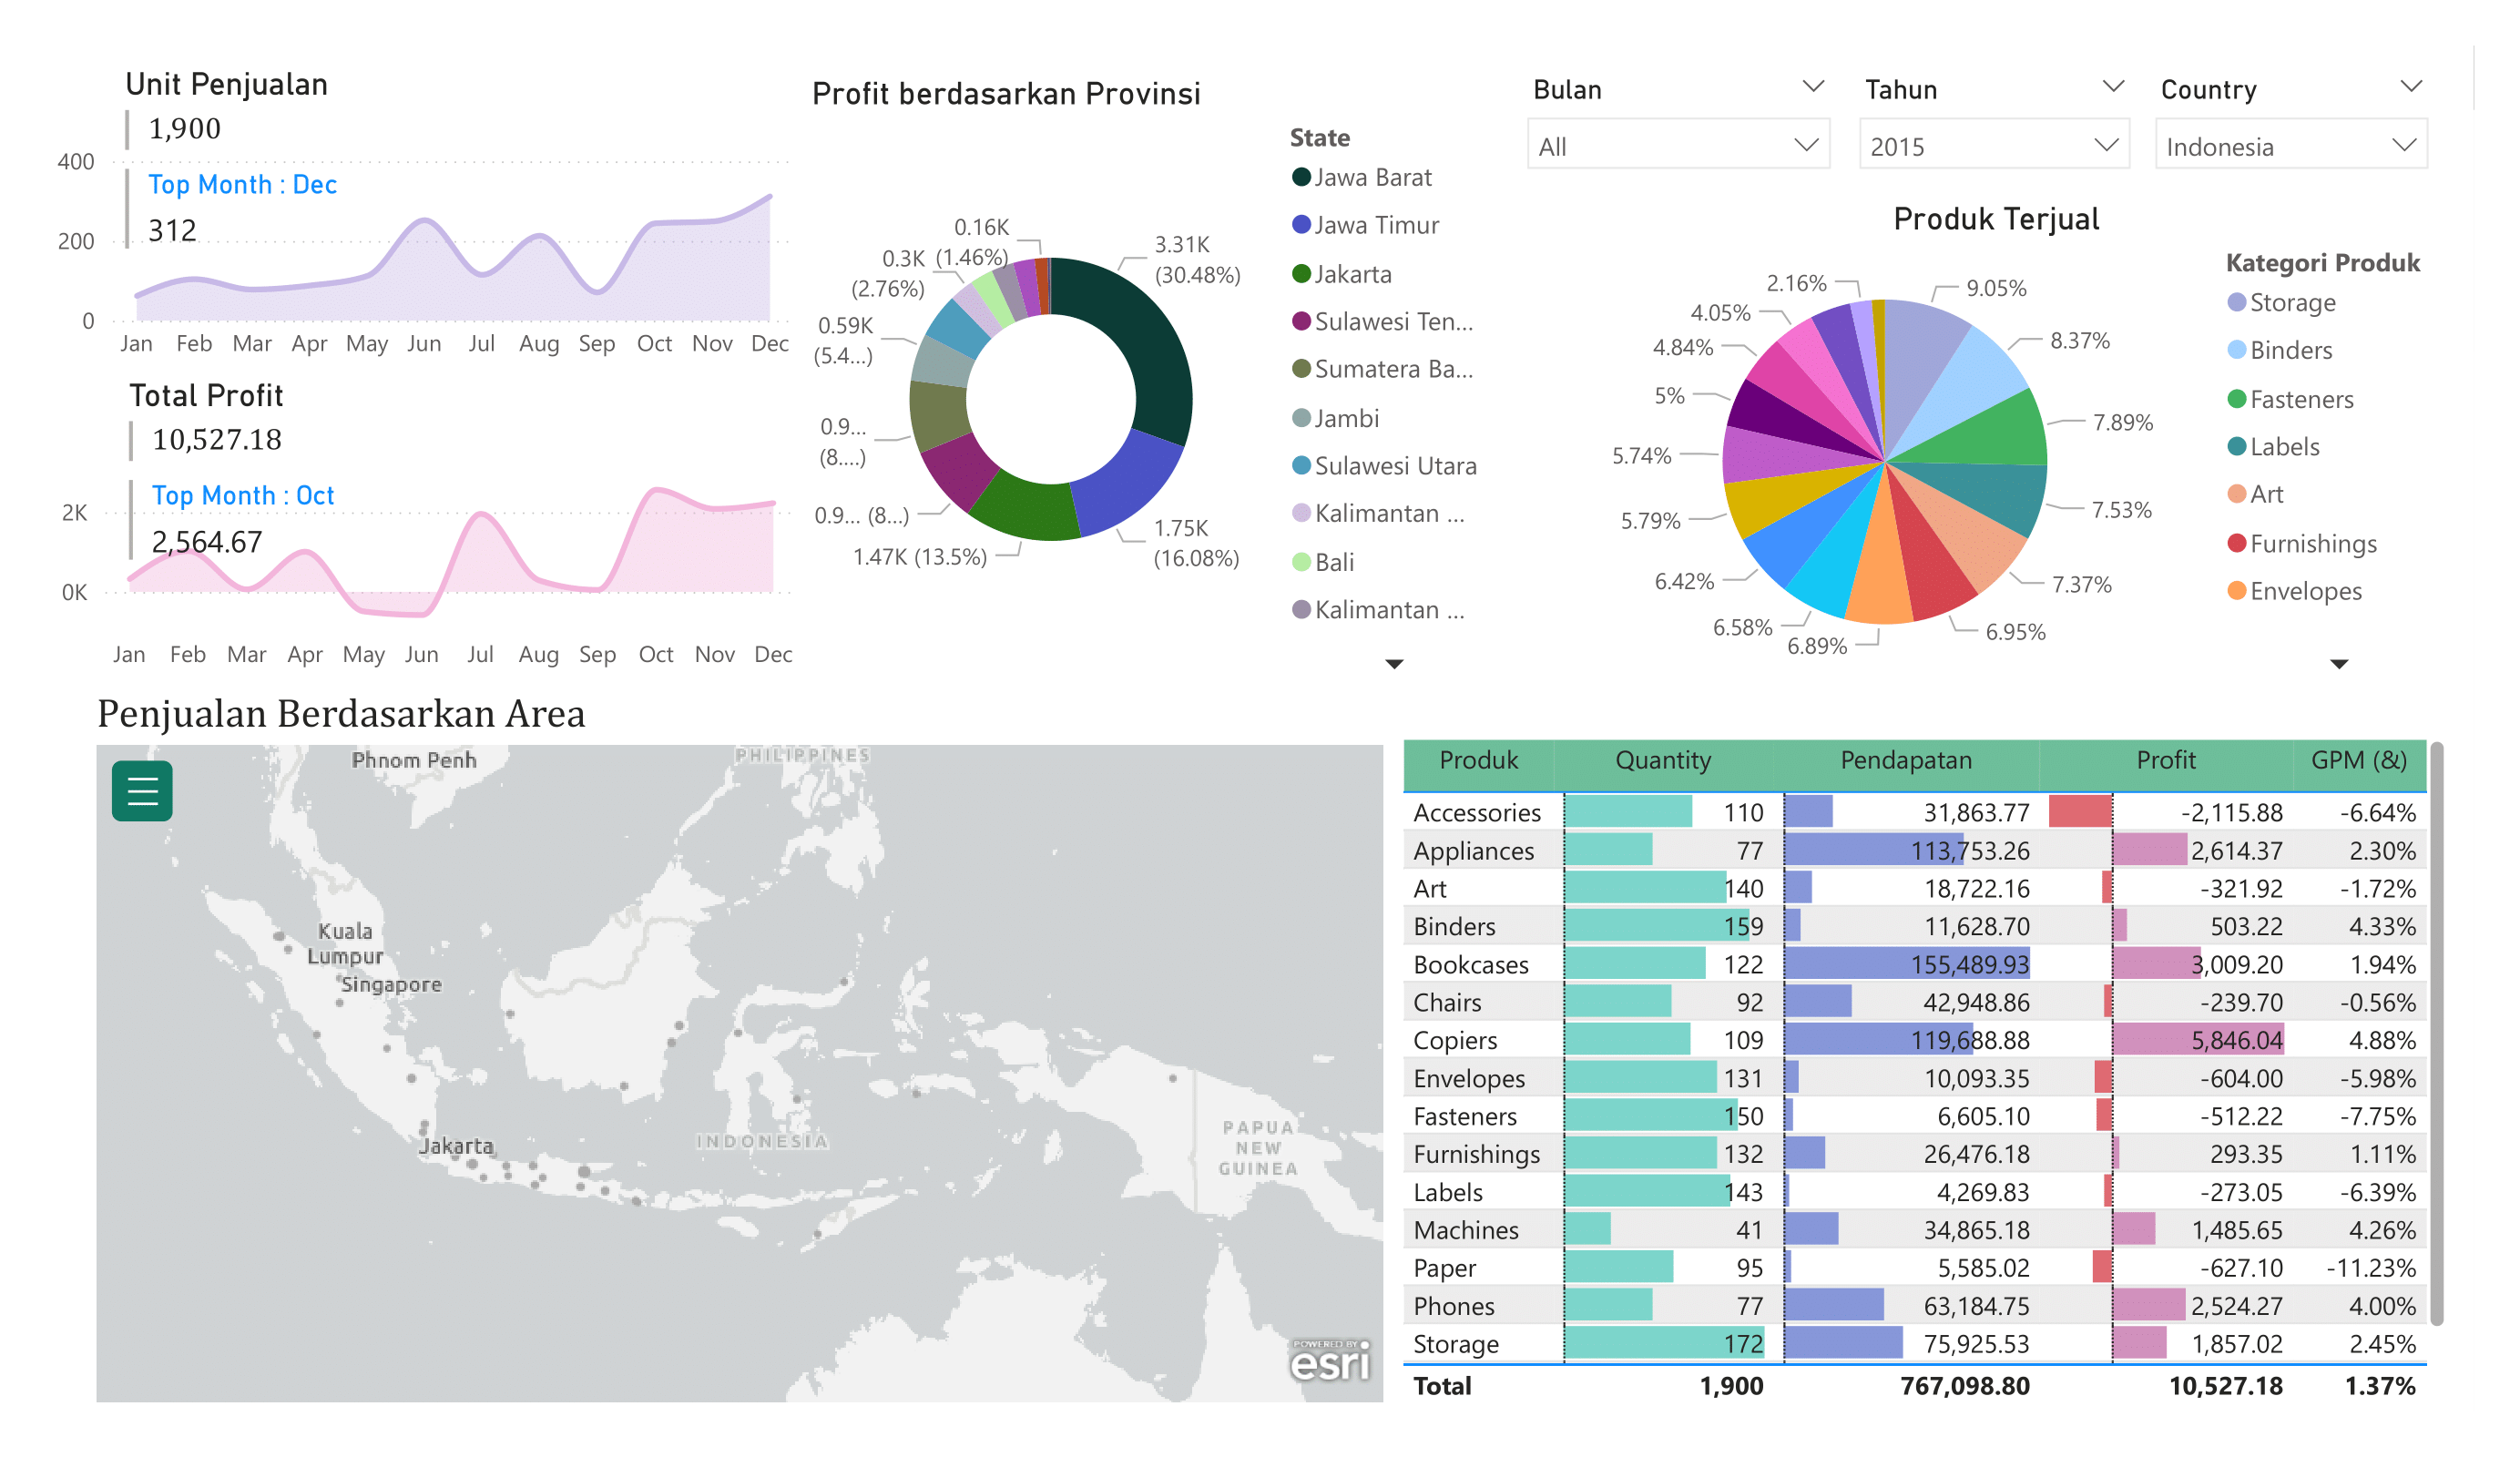 Unit Penjualan
1,900
400
Top Month : Dec
312
200
0
Jan Feb Mar Apr May Jun Jul Aug Sep Oct Nov Dec
Total Profit
10,527.18
Top Month : Oct
2K
2,564.67
0K
Jan Feb Mar Apr May Jun Jul Aug Sep Oct Nov Dec
Profit berdasarkan Provinsi
0.16K
(1.46%)
0.3K
(2.76%)
0.59K
(5.4...)
0.9...
(8....)
0.9... (8...)
1.47K (13.5%)
3.31K
(30.48%)
1.75K
(16.08%)
State
Jawa Barat
Jawa Timur
Jakarta
Sulawesi Ten...
Sumatera Ba...
Jambi
Sulawesi Utara
Kalimantan ...
Bali
Kalimantan ...
Bulan
All
Tahun
2015
Country
Indonesia
Produk Terjual
2.16%
9.05%
4.05%
8.37%
4.84%
5%
7.89%
5.74%
7.53%
5.79%
6.42%
7.37%
6.58%
6.89%
6.95%
Kategori Produk
Storage
Binders
Fasteners
Labels
Art
Furnishings
Envelopes
Penjualan Berdasarkan Area
Phnom Penh
PHILIPPINES
Kuala
Lumpur
Singapore
Jakarta
INDONESIA
PAPUA
NEW
GUINEA
POWERED BY
esri
Produk Quantity Pendapatan Profit GPM (&)
Accessories 110 31,863.77 -2,115.88 -6.64%
Appliances 77 113,753.26 2,614.37 2.30%
Art 140 18,722.16 -321.92 -1.72%
Binders 159 11,628.70 503.22 4.33%
Bookcases 122 155,489.93 3,009.20 1.94%
Chairs 92 42,948.86 -239.70 -0.56%
Copiers 109 119,688.88 5,846.04 4.88%
Envelopes 131 10,093.35 -604.00 -5.98%
Fasteners 150 6,605.10 -512.22 -7.75%
Furnishings 132 26,476.18 293.35 1.11%
Labels 143 4,269.83 -273.05 -6.39%
Machines 41 34,865.18 1,485.65 4.26%
Paper 95 5,585.02 -627.10 -11.23%
Phones 77 63,184.75 2,524.27 4.00%
Storage 172 75,925.53 1,857.02 2.45%
Total 1,900 767,098.80 10,527.18 1.37%